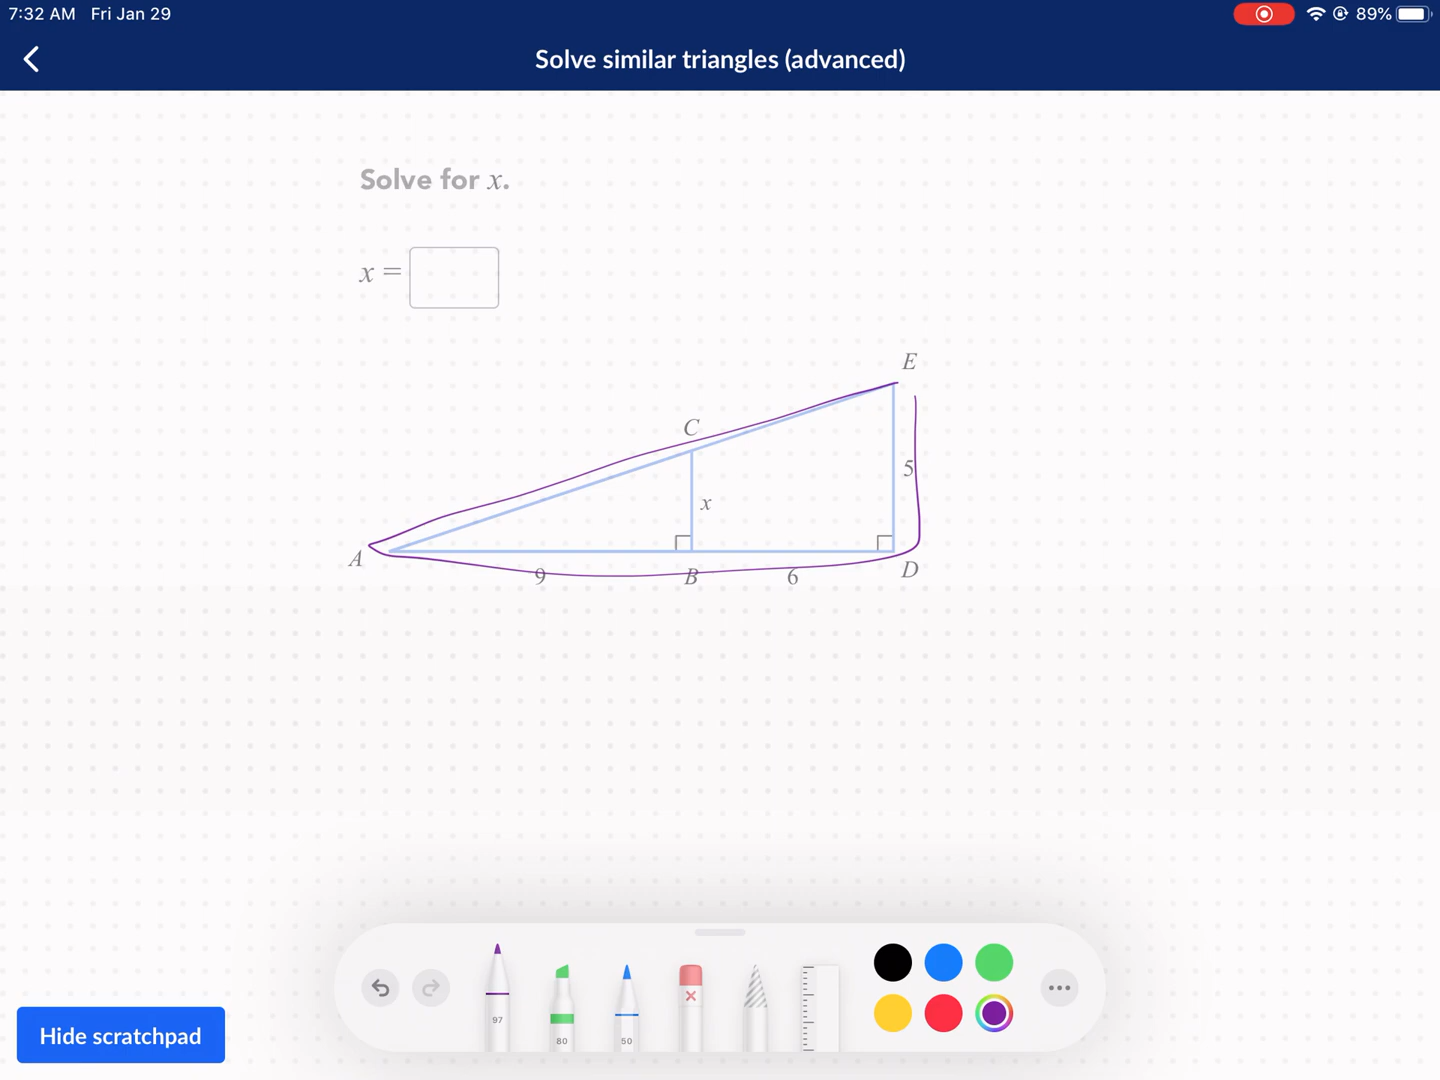 7:32 AM Fri Jan 29
89%
Solve similar triangles (advanced)
Solve for x.
x =
E
C
5
x
A
9
B
6
D
97
80
50
Hide scratchpad